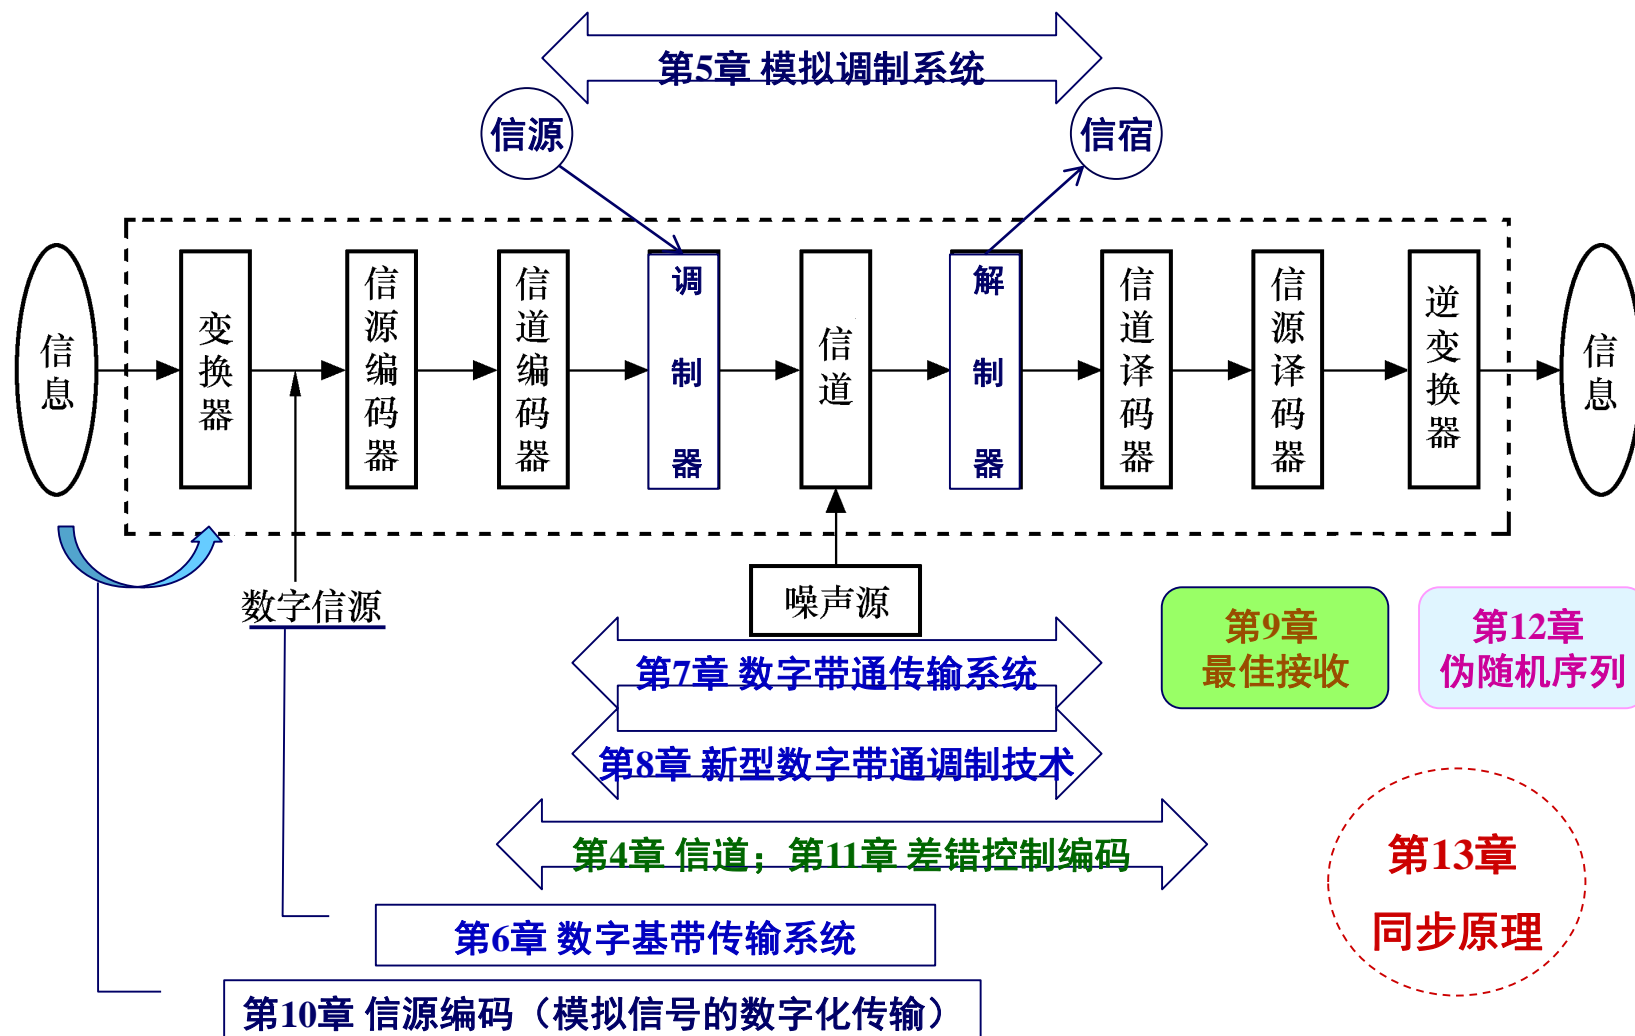 第5章 模拟调制系统
信源
信宿
信息
变换器
信源编码器
信道编码器
调制器
信道
解制器
信道译码器
信源译码器
逆变换器
信息
数字信源
噪声源
第7章 数字带通传输系统
第8章 新型数字带通调制技术
第4章 信道；第11章 差错控制编码
第6章 数字基带传输系统
第10章 信源编码（模拟信号的数字化传输）
第9章
最佳接收
第12章
伪随机序列
第13章
同步原理